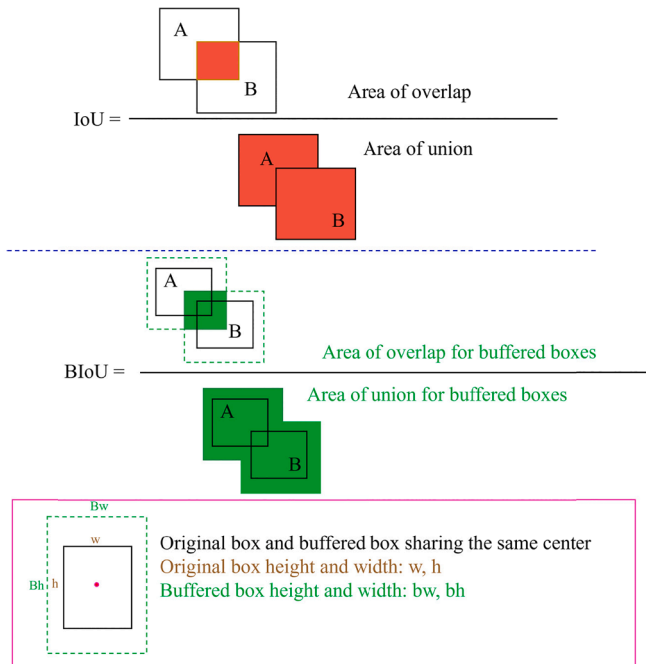 A
B
Area of overlap
IoU =
Area of union
A
B
A
B
Area of overlap for buffered boxes
BIoU =
Area of union for buffered boxes
A
B
Bw
w
Original box and buffered box sharing the same center
Bh
h
Original box height and width: w, h
Buffered box height and width: bw, bh